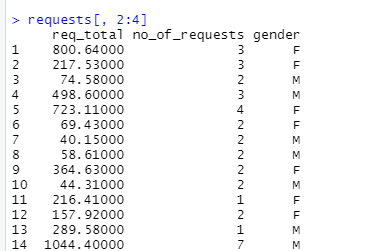 > requests[, 2:4]
req_total no_of_requests gender
1 800.64000 3 F
2 217.53000 3 F
3 74.58000 2 M
4 498.60000 3 M
5 723.11000 4 F
6 69.43000 2 F
7 40.15000 2 M
8 58.61000 2 M
9 364.63000 2 F
10 44.31000 2 M
11 216.41000 1 F
12 157.92000 2 F
13 289.58000 1 M
14 1044.40000 7 M